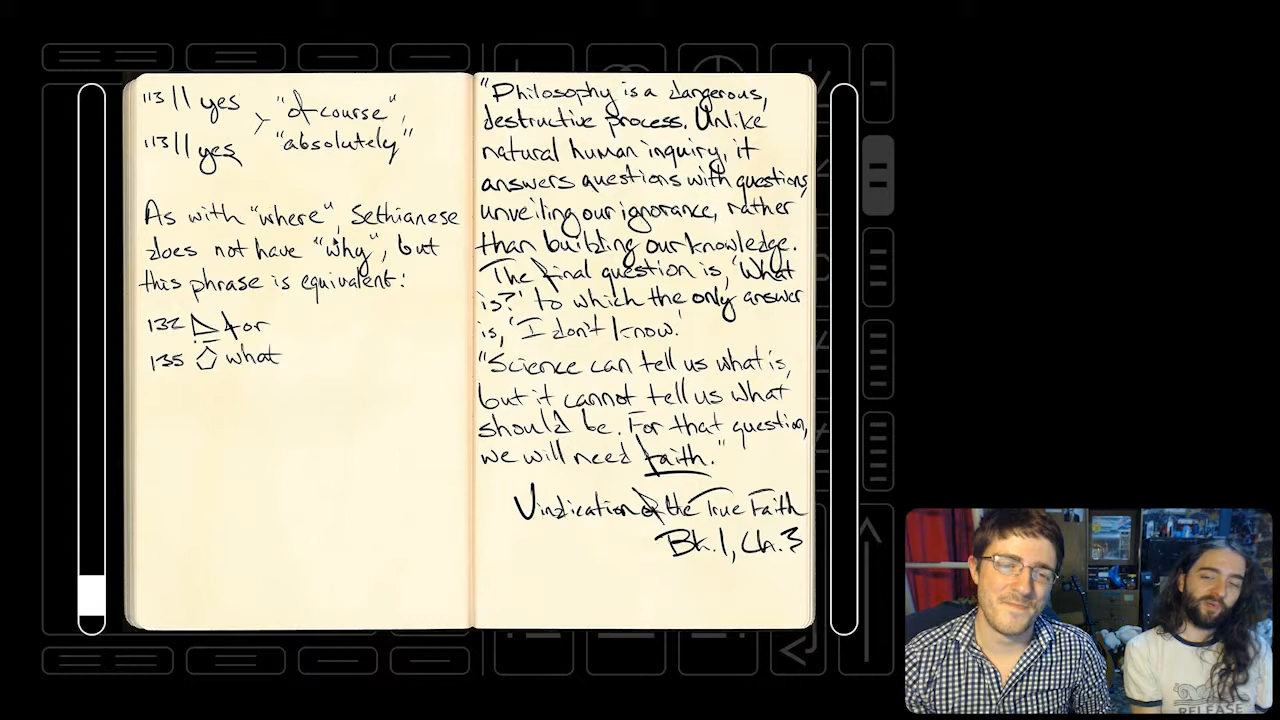 113 || yes
"of course",
113 || yes
"absolutely"
As with "where", Sethianese
does not have "why", but
this phrase is equivalent:
132 for
135 what
"Philosophy is a dangerous,
destructive process. Unlike
natural human inquiry, it
answers questions with questions,
unveiling our ignorance, rather
than building our knowledge.
The final question is, 'What
is?' to which the only answer
is, 'I don't know.'
"Science can tell us what is,
but it cannot tell us what
should be. For that question,
we will need faith."
Vindication of the True Faith
Bk. 1, Ch. 3
RELEASE